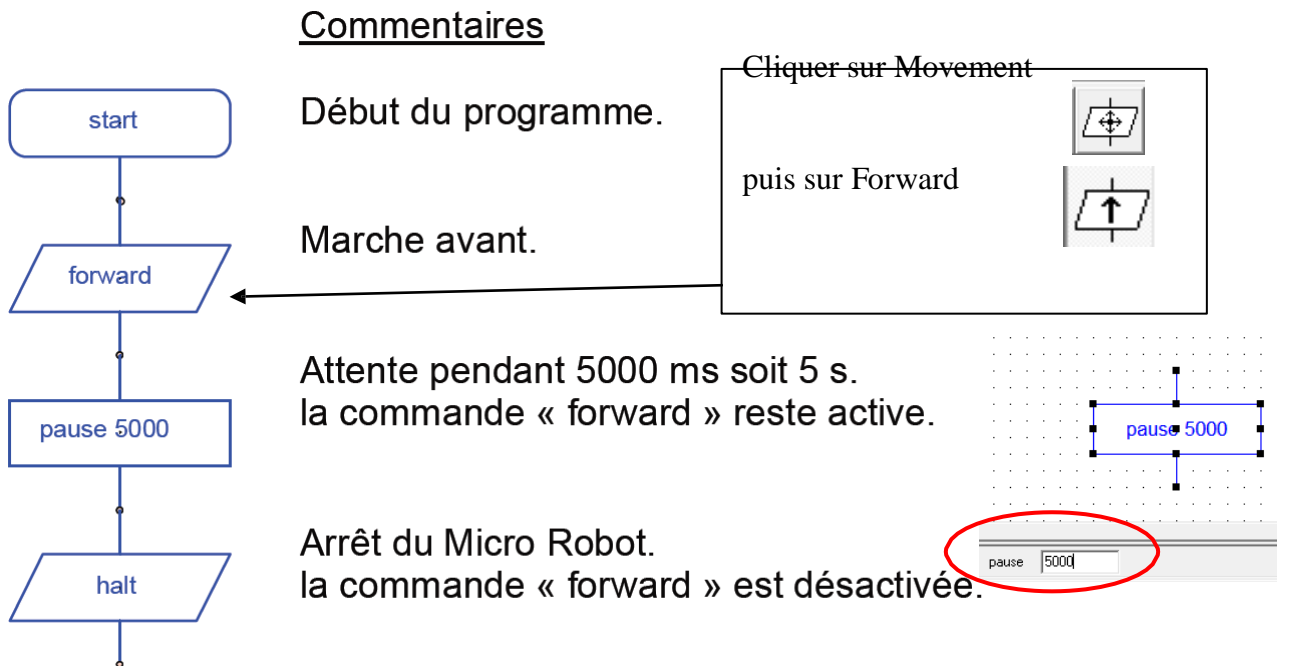 Commentaires
Cliquer sur Movement
start
Début du programme.
puis sur Forward
Marche avant.
forward
Attente pendant 5000 ms soit 5 s.
la commande « forward » reste active.
pause 5000
pause 5000
Arrêt du Micro Robot.
la commande « forward » est désactivée.
halt
pause 5000